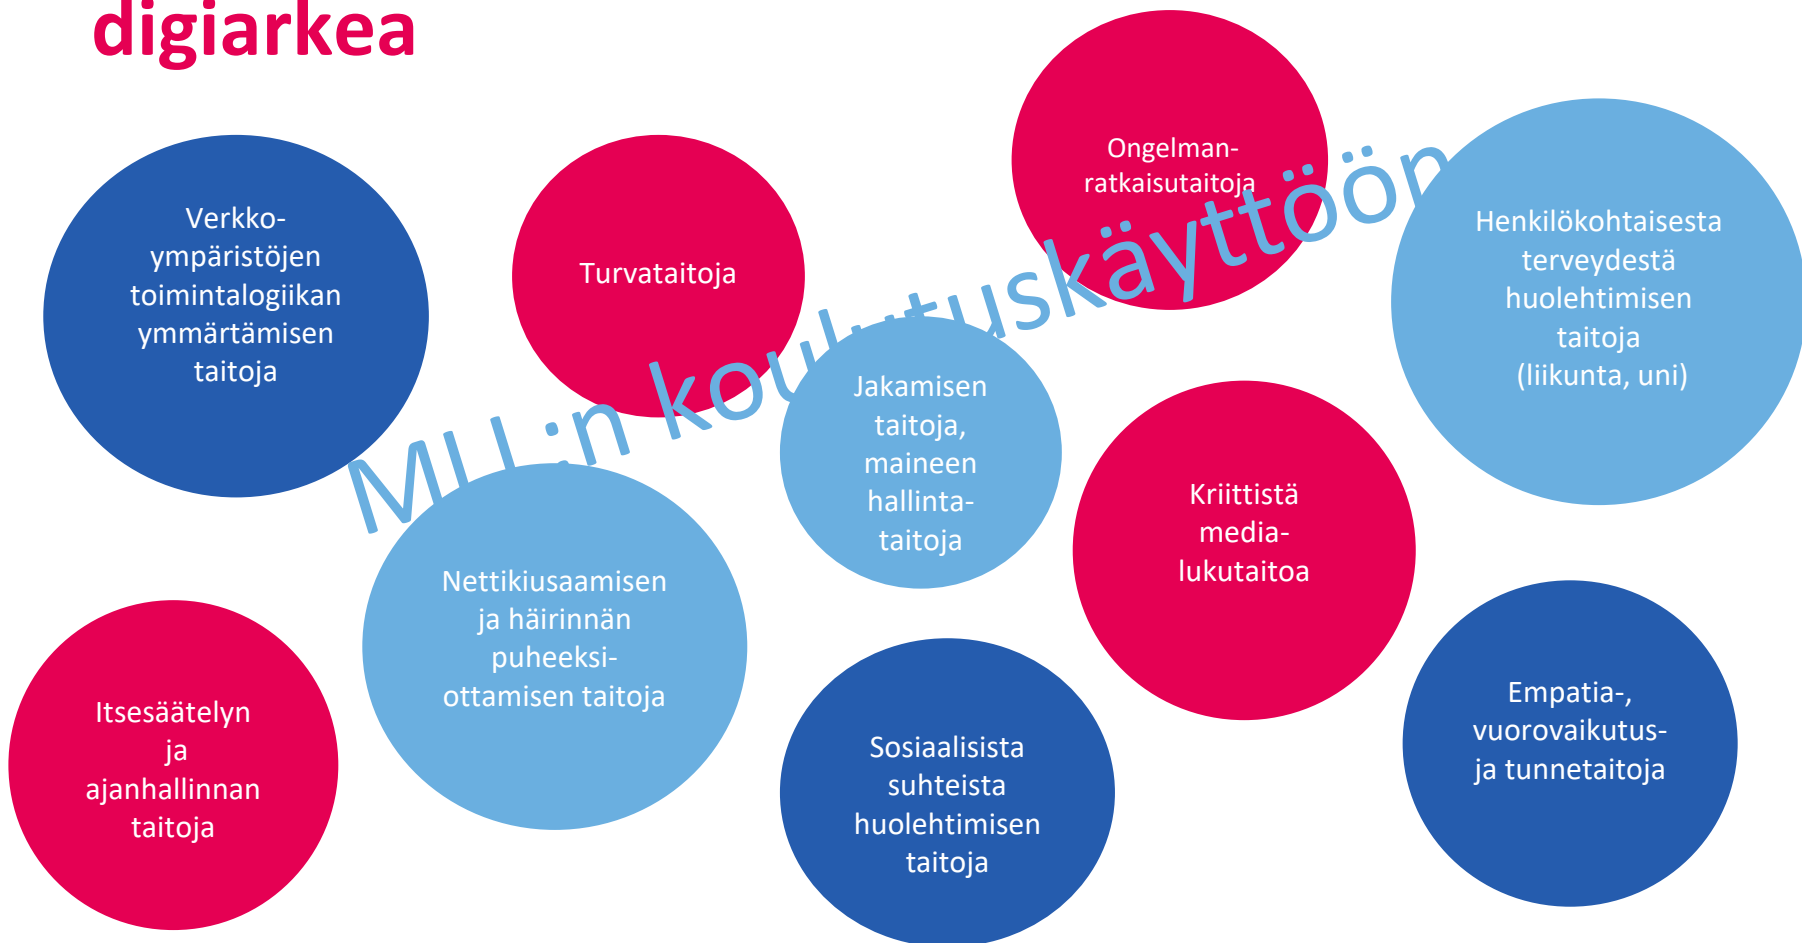 digiarkea
Verkko-
ympäristöjen
toimintalogiikan
ymmärtämisen
taitoja
Turvataitoja
Ongelman-
ratkaisutaitoja
Henkilökohtaisesta
terveydestä
huolehtimisen
taitoja
(liikunta, uni)
MLL:n koulutuskäyttöön
Jakamisen
taitoja,
maineen
hallinta-
taitoja
Kriittistä
media-
lukutaitoa
Nettikiusaamisen
ja häirinnän
puheeksi-
ottamisen taitoja
Itsesäätelyn
ja
ajanhallinnan
taitoja
Sosiaalisista
suhteista
huolehtimisen
taitoja
Empatia-,
vuorovaikutus-
ja tunnetaitoja